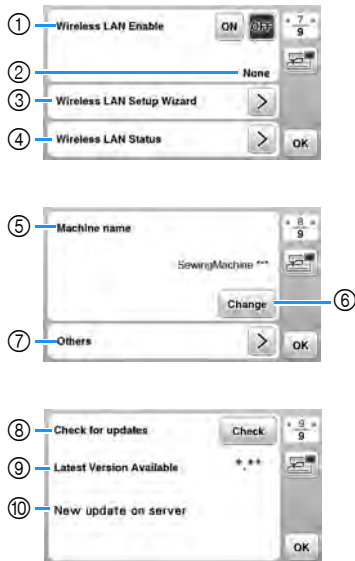 ① Wireless LAN Enable ON OFF 7
9
② None
③ Wireless LAN Setup Wizard >
④ Wireless LAN Status > OK
⑤ Machine name 8
9
SewingMachine ***
Change ⑥
⑦ Others > OK
⑧ Check for updates Check 9
9
⑨ Latest Version Available *.**
⑩ New update on server
OK